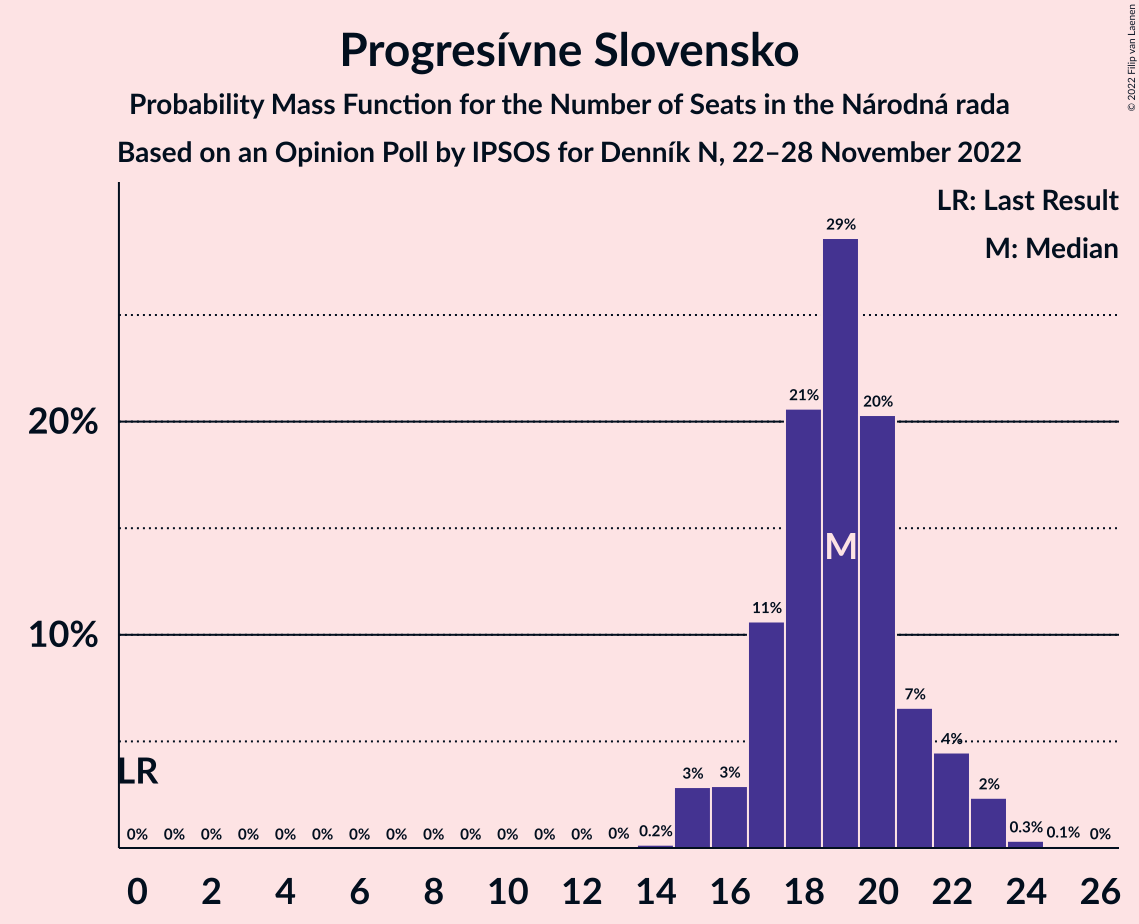 Progresívne Slovensko
Probability Mass Function for the Number of Seats in the Národná rada
Based on an Opinion Poll by IPSOS for Denník N, 22–28 November 2022
© 2022 Filip van Laenen
LR: Last Result
M: Median
20%
10%
LR
M
0% 0% 0% 0% 0% 0% 0% 0% 0% 0% 0% 0% 0% 0% 0.2% 3% 3% 11% 21% 29% 20% 7% 4% 2% 0.3% 0.1% 0%
0 2 4 6 8 10 12 14 16 18 20 22 24 26